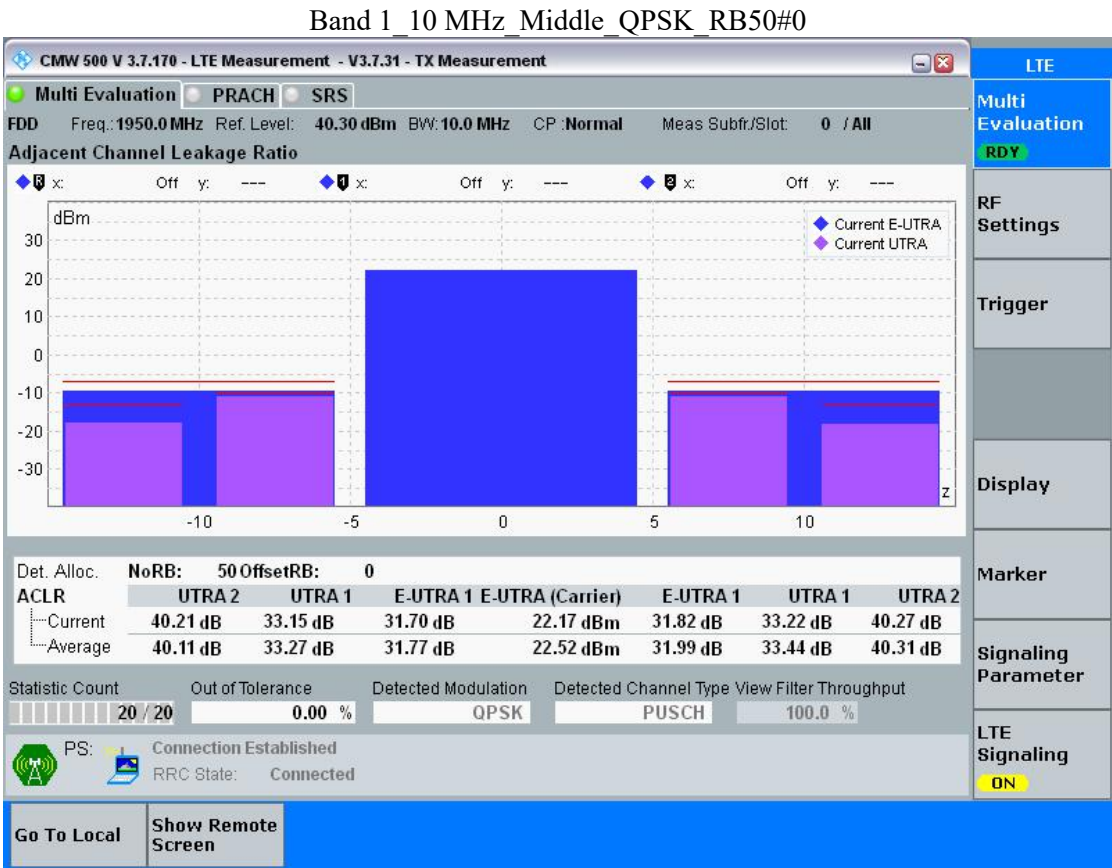 Band 1_10 MHz_Middle_QPSK_RB50#0
CMW 500 V 3.7.170 - LTE Measurement - V3.7.31 - TX Measurement
LTE
Multi Evaluation PRACH SRS
Multi Evaluation
RDY
FDD Freq.: 1950.0 MHz Ref. Level: 40.30 dBm BW: 10.0 MHz CP :Normal Meas Subfr./Slot: 0 / All
Adjacent Channel Leakage Ratio
R x: Off y: --- 1 x: Off y: --- 2 x: Off y: ---
RF
Settings
dBm
Current E-UTRA
Current UTRA
30
20
10
0
-10
-20
-30
z
-10 -5 0 5 10
Trigger
Display
Det. Alloc. NoRB: 50 OffsetRB: 0
ACLR UTRA 2 UTRA 1 E-UTRA 1 E-UTRA (Carrier) E-UTRA 1 UTRA 1 UTRA 2
Current 40.21 dB 33.15 dB 31.70 dB 22.17 dBm 31.82 dB 33.22 dB 40.27 dB
Average 40.11 dB 33.27 dB 31.77 dB 22.52 dBm 31.99 dB 33.44 dB 40.31 dB
Marker
Signaling
Parameter
Statistic Count Out of Tolerance Detected Modulation Detected Channel Type View Filter Throughput
20 / 20 0.00 % QPSK PUSCH 100.0 %
PS: Connection Established
RRC State: Connected
LTE
Signaling
ON
Go To Local
Show Remote
Screen